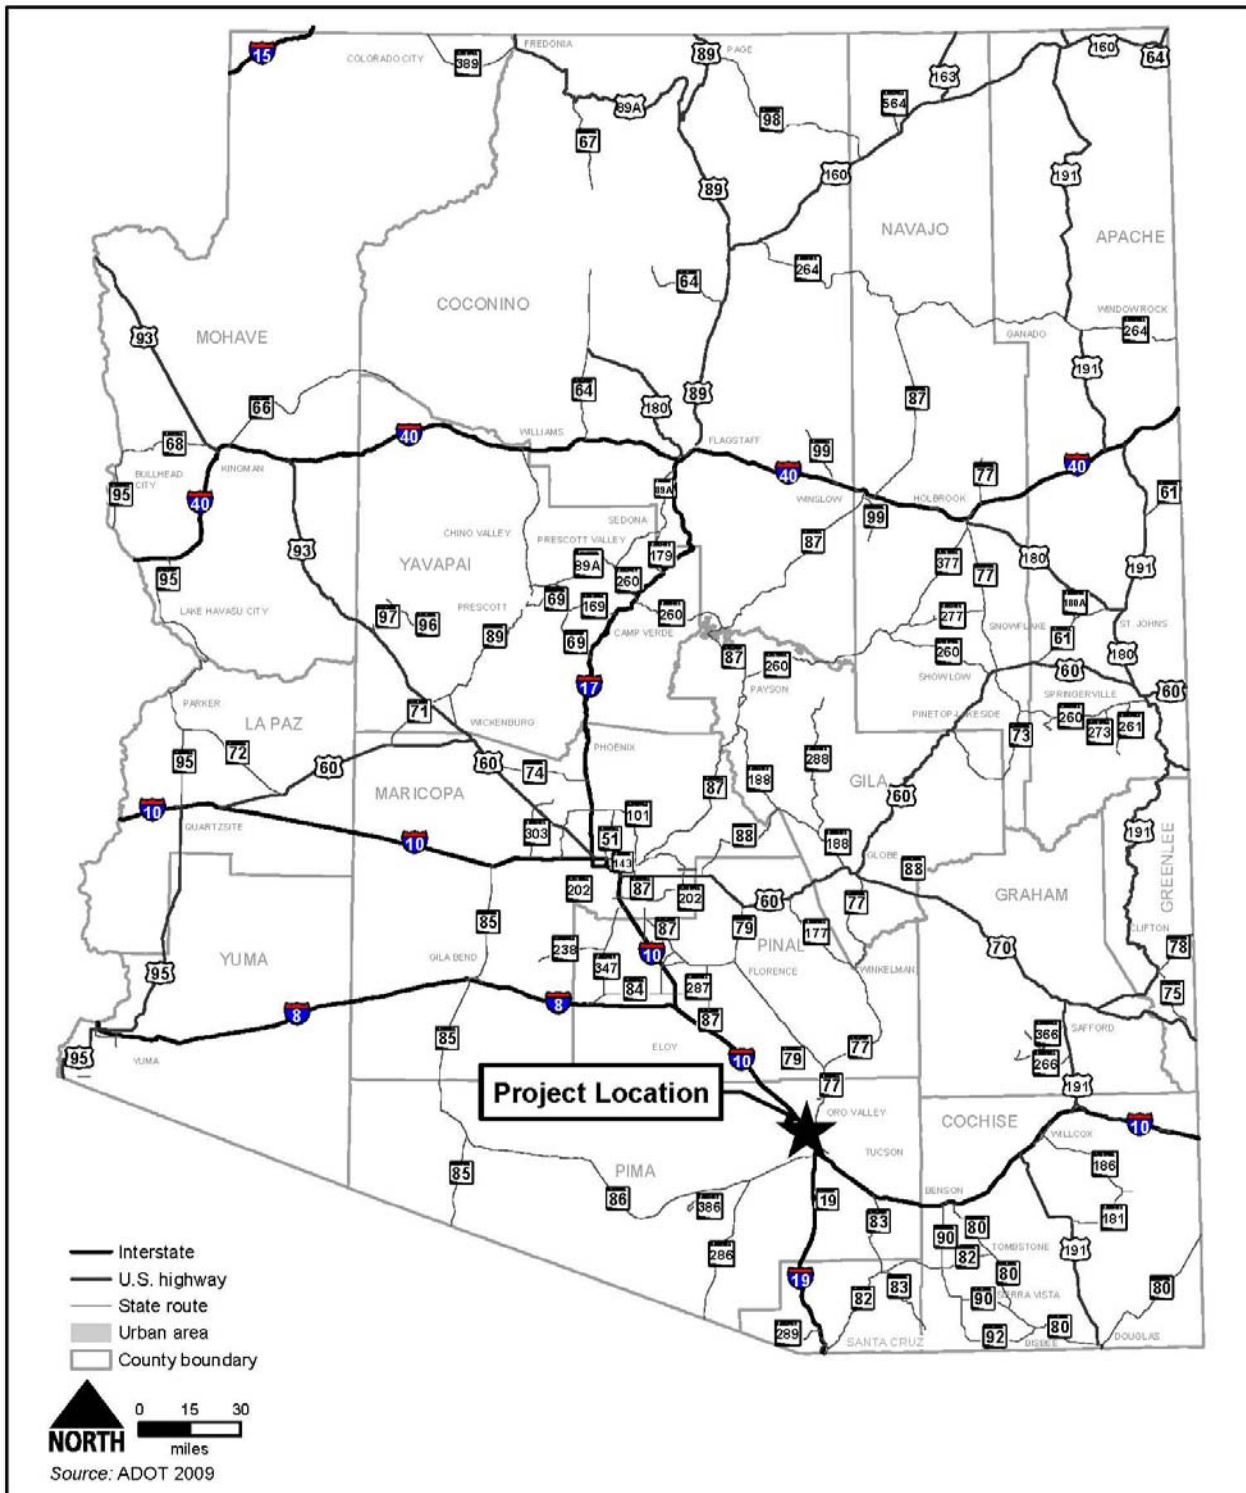 15
COLORADO CITY
389
FREDONIA
89
PAGE
160
64
163
89A
564
98
67
160
191
89
NAVAJO
APACHE
264
64
COCONINO
WINDOW ROCK
264
GANADO
93
MOHAVE
191
64
180
89
87
66
40
WILLIAMS
FLAGSTAFF
68
KINGMAN
99
40
77
40
BULLHEAD
CITY
95
40
89A
WINSLOW
HOLBROOK
61
99
SEDONA
CHINO VALLEY
PRESCOTT VALLEY
87
93
179
YAVAPAI
89A
377
77
180
191
95
260
LAKE HAVASU CITY
97
96
PRESCOTT
69
169
260
277
180A
SNOWFLAKE
ST. JOHNS
89
69
CAMP VERDE
61
87
260
260
180
SHOW LOW
60
17
PAYSON
SPRINGERVILLE
60
PARKER
71
LA PAZ
WICKENBURG
PINETOP-LAKESIDE
260
273
261
73
95
72
60
PHOENIX
60
74
188
288
GILA
MARICOPA
87
60
10
101
QUARTZSITE
303
51
88
188
191
GREENLEE
10
143
GLOBE
88
202
87
202
60
77
GRAHAM
85
87
79
177
CLIFTON
238
PINAL
78
YUMA
GILA BEND
10
70
95
347
FLORENCE
WINKELMAN
84
287
75
8
8
87
SAFFORD
85
366
YUMA
95
ELOY
10
79
77
266
77
191
Project Location
ORO VALLEY
COCHISE
10
TUCSON
WILLCOX
85
PIMA
186
86
386
19
BENSON
83
80
181
90
286
82
TOMBSTONE
191
19
80
82
83
90
SIERRA VISTA
80
289
92
80
SANTA CRUZ
BISBEE
DOUGLAS
Interstate
U.S. highway
State route
Urban area
County boundary
0 15 30
NORTH
miles
Source: ADOT 2009